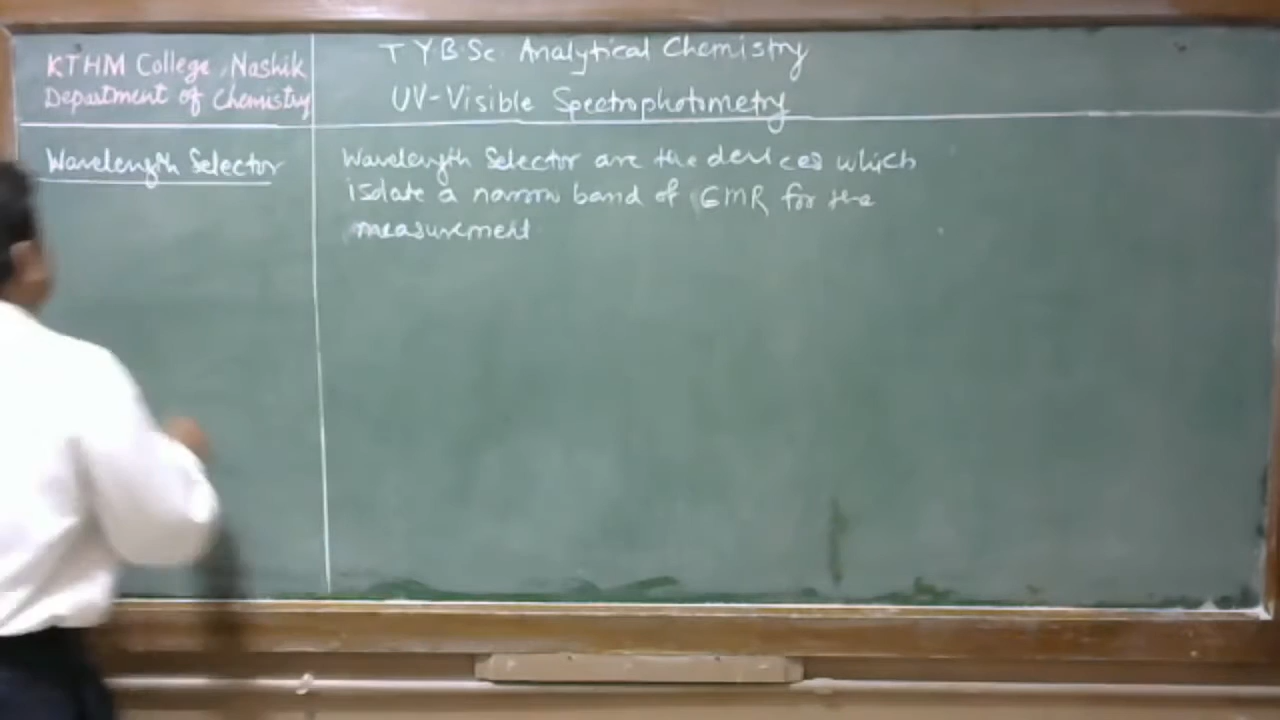 KTHM College, Nashik
Department of Chemistry
T Y B Sc Analytical Chemistry
UV-Visible Spectrophotometry
Wavelength Selector
Wavelength Selector are the devices which
isolate a narrow band of EMR for the
measurement